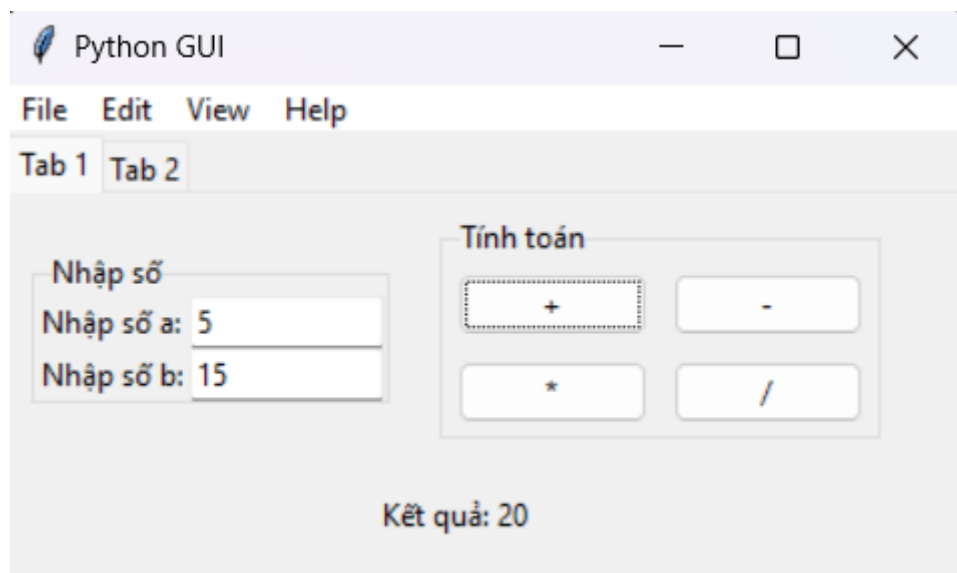 Python GUI
File Edit View Help
Tab 1 Tab 2
Nhập số
Nhập số a: 5
Nhập số b: 15
Tính toán
+ -
* /
Kết quả: 20